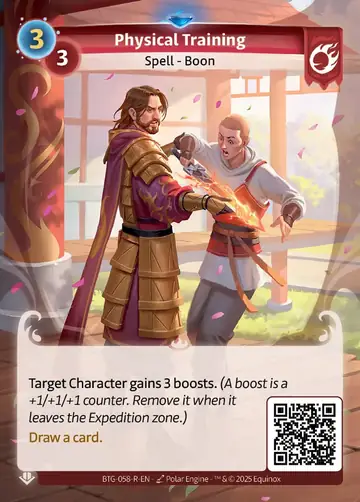 3
3
Physical Training
Spell - Boon
Target Character gains 3 boosts. (A boost is a
+1/+1/+1 counter. Remove it when it
leaves the Expedition zone.)
Draw a card.
BTG-058-R-EN - Polar Engine - ™ & © 2025 Equinox